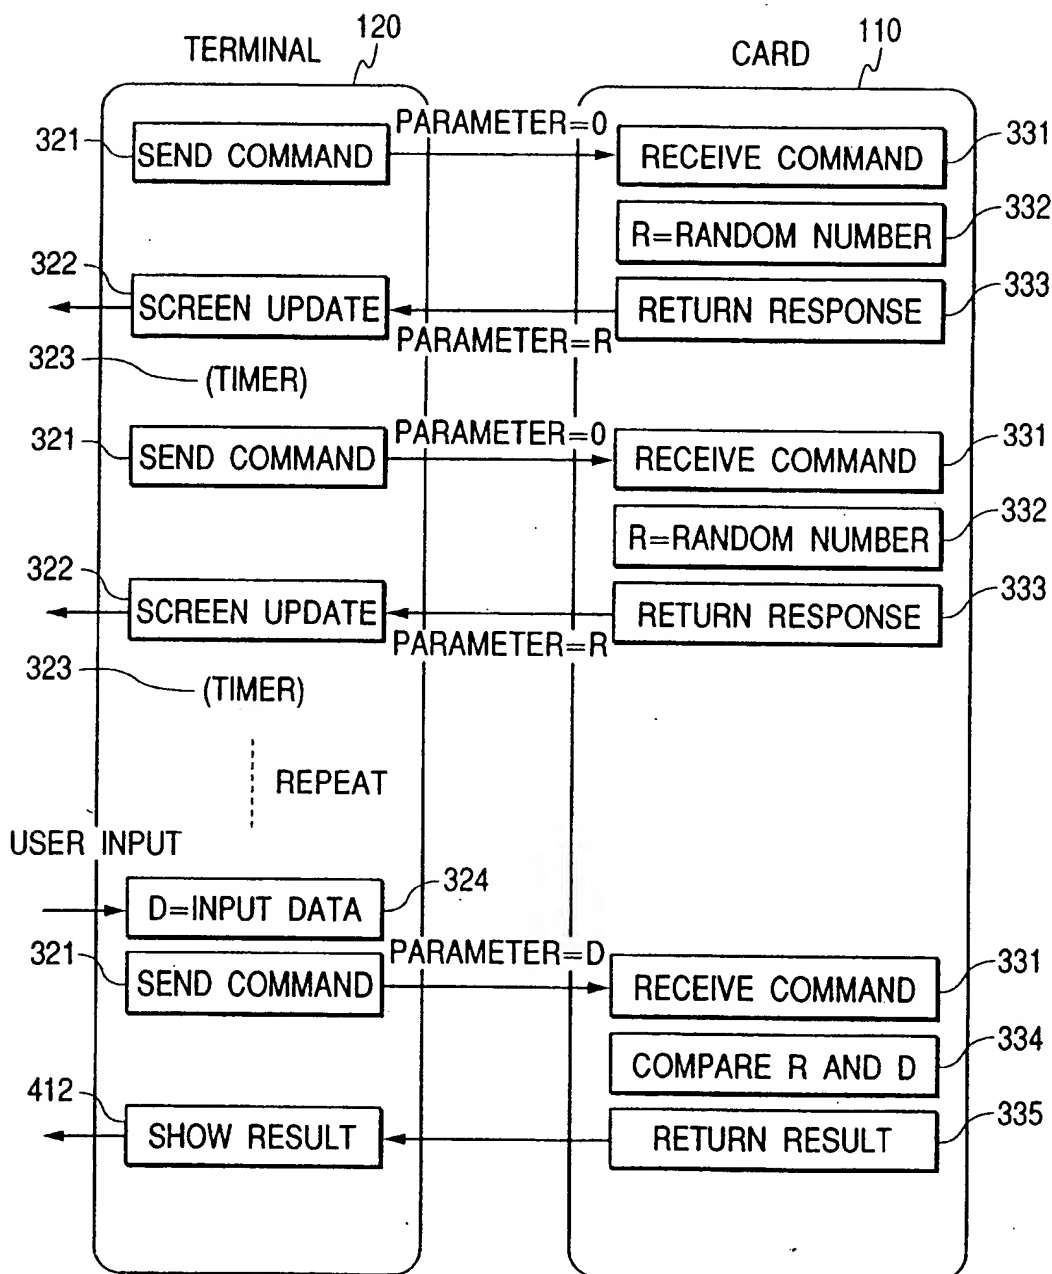 120
110
TERMINAL
CARD
PARAMETER=0
321
SEND COMMAND
RECEIVE COMMAND
331
R=RANDOM NUMBER
332
322
SCREEN UPDATE
RETURN RESPONSE
333
PARAMETER=R
323
(TIMER)
PARAMETER=0
321
SEND COMMAND
RECEIVE COMMAND
331
R=RANDOM NUMBER
332
322
SCREEN UPDATE
RETURN RESPONSE
333
PARAMETER=R
323
(TIMER)
REPEAT
USER INPUT
D=INPUT DATA
324
PARAMETER=D
321
SEND COMMAND
RECEIVE COMMAND
331
COMPARE R AND D
334
412
SHOW RESULT
RETURN RESULT
335